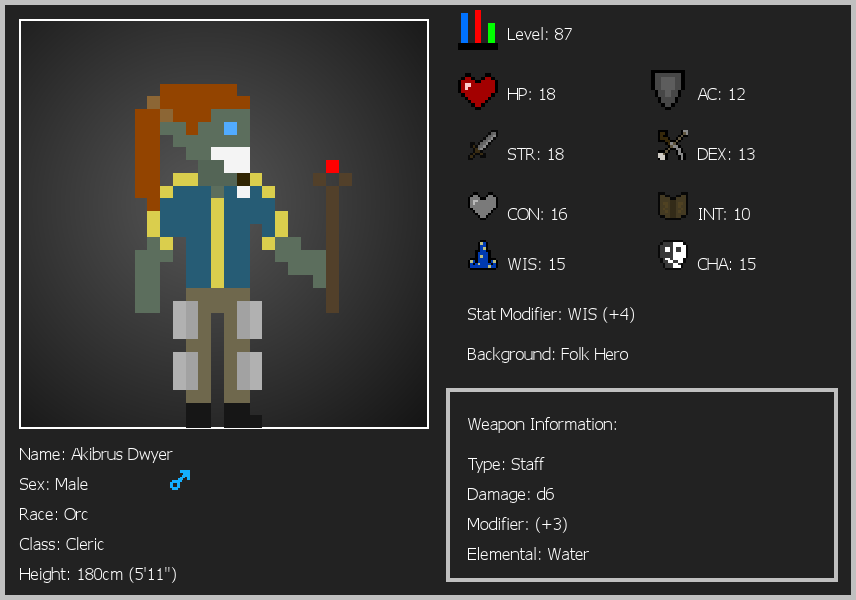 Level: 87
HP: 18
AC: 12
STR: 18
DEX: 13
CON: 16
INT: 10
WIS: 15
CHA: 15
Stat Modifier: WIS (+4)
Background: Folk Hero
Weapon Information:
Type: Staff
Damage: d6
Modifier: (+3)
Elemental: Water
Name: Akibrus Dwyer
Sex: Male
Race: Orc
Class: Cleric
Height: 180cm (5'11")